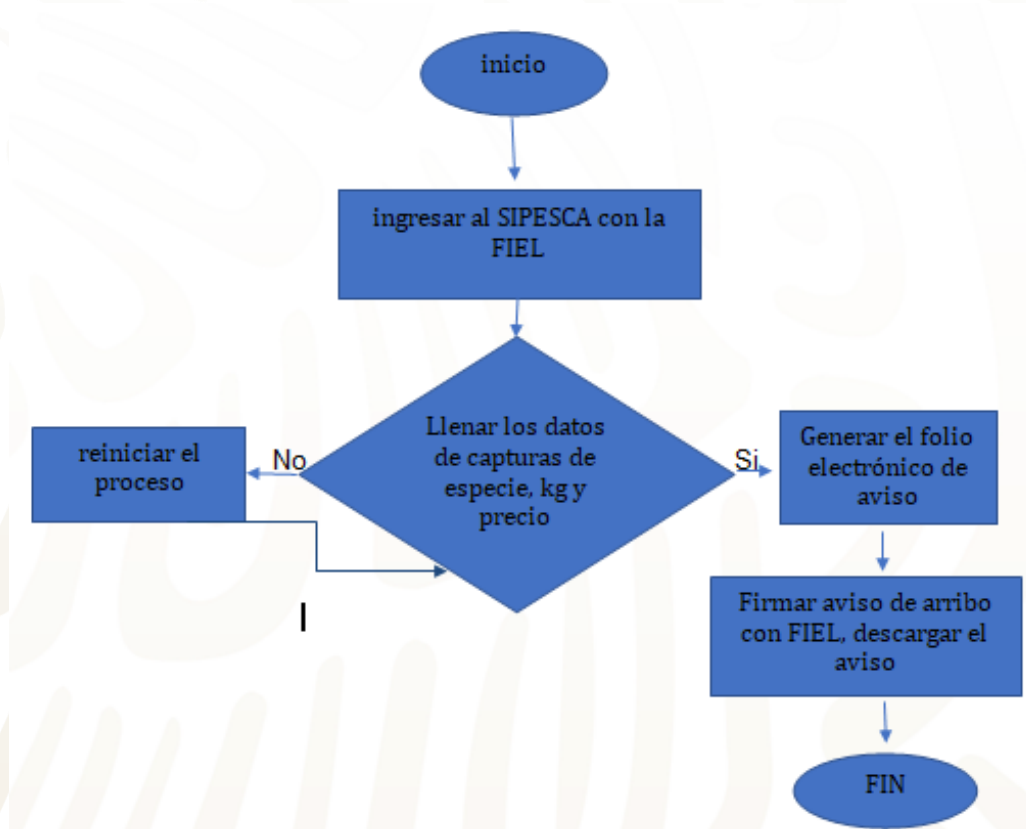 inicio
ingresar al SIPESCA con la
FIEL
Llenar los datos
de capturas de
especie, kg y
precio
No
reiniciar el
proceso
Si
Generar el folio
electrónico de
aviso
Firmar aviso de arribo
con FIEL, descargar el
aviso
FIN